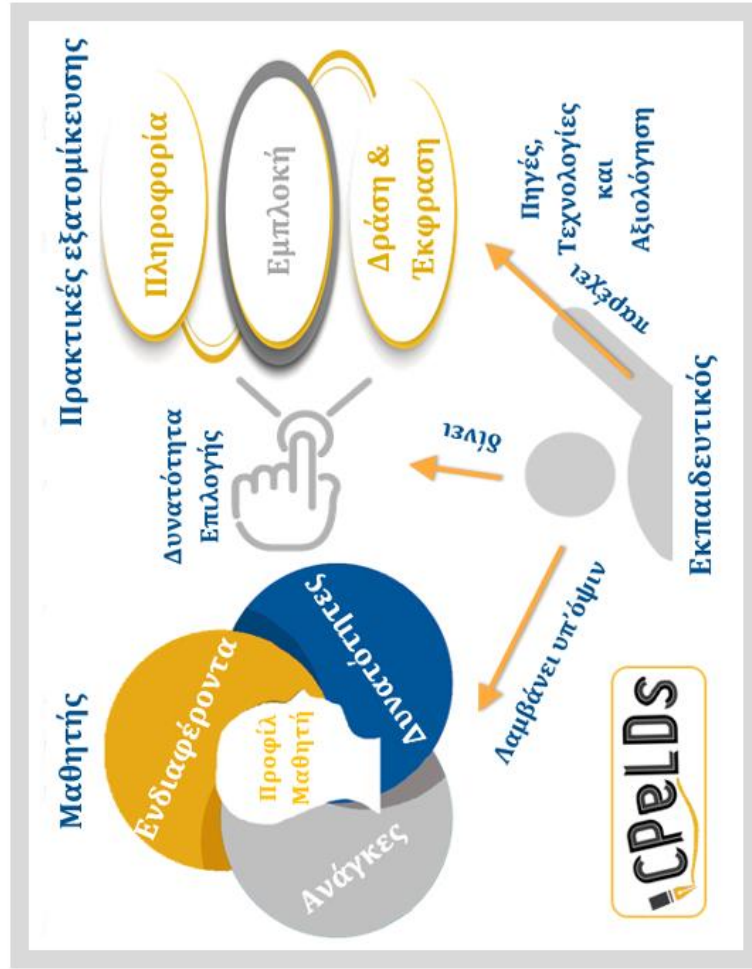 Μαθητής
Πρακτικές εξατομίκευσης
Ενδιαφέροντα
Προφίλ
Μαθητή
Ανάγκες
Δυνατότητες
Δυνατότητα
Επιλογής
Πληροφορία
Εμπλοκή
Δράση &
Έκφραση
Λαμβάνει υπ'όψιν
δίνει
παρέχει
Πηγές,
Τεχνολογίες
και
Αξιολόγηση
Εκπαιδευτικός
CPeLDs